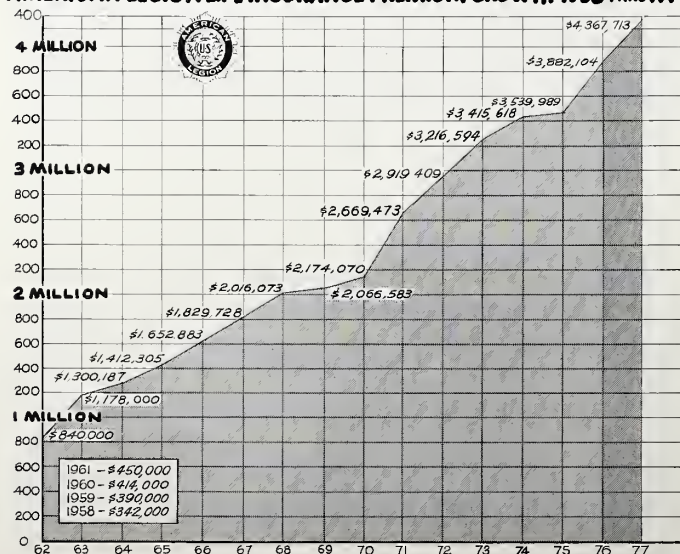 400
$4,367,713
AMERICAN
US
LEGION
4 MILLION
$3,882,104
800
600
$3,539,989
$3,415,618
400
$3,216,594
200
3 MILLION
$2,919 409
800
$2,669,473
600
400
200
$2,174,070
$2,016,073
2 MILLION
$2,066,583
$1,829,728
800
$1.652.883
600
$1,412,305
400
$1.300,187
200
$1,178,000
1 MILLION
$840000
800
600
1961 - $450,000
1960 - $414,000
1959 - $390,000
1958 - $342,000
400
200
0
62 63 64 65 66 67 68 69 70 71 72 73 74 75 76 77